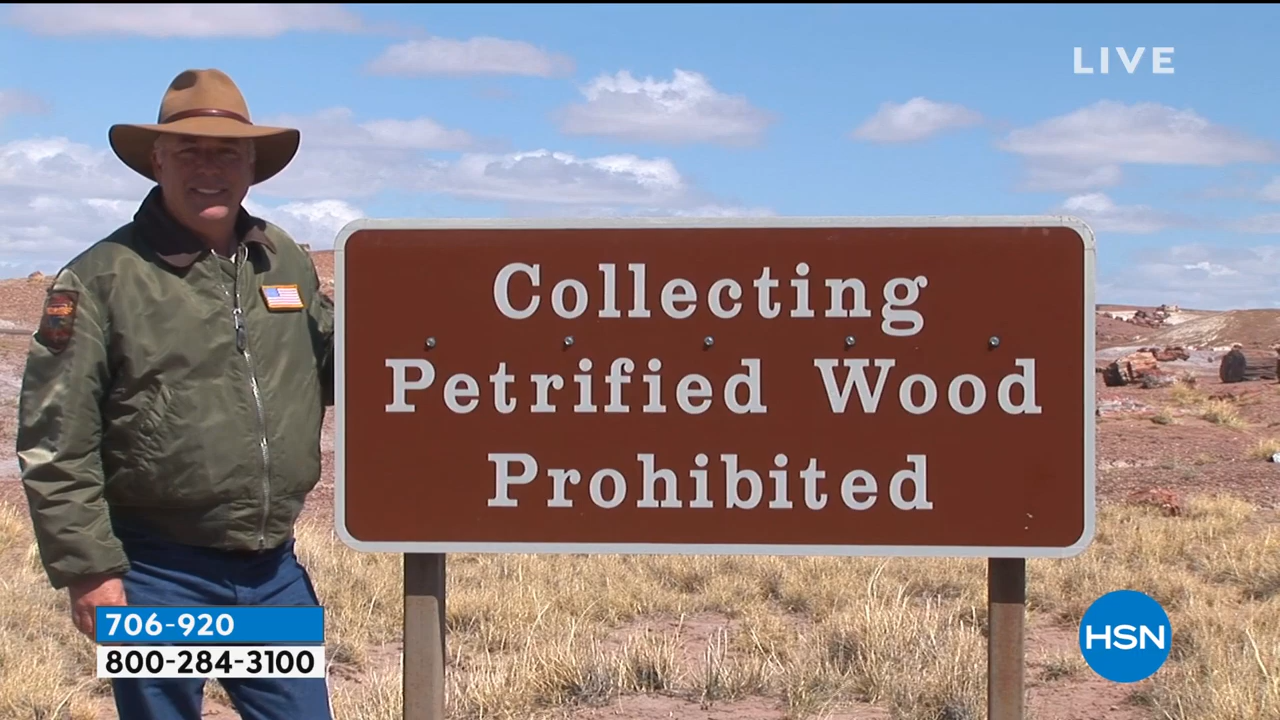 LIVE
Collecting
Petrified Wood
Prohibited
706-920
800-284-3100
HSN